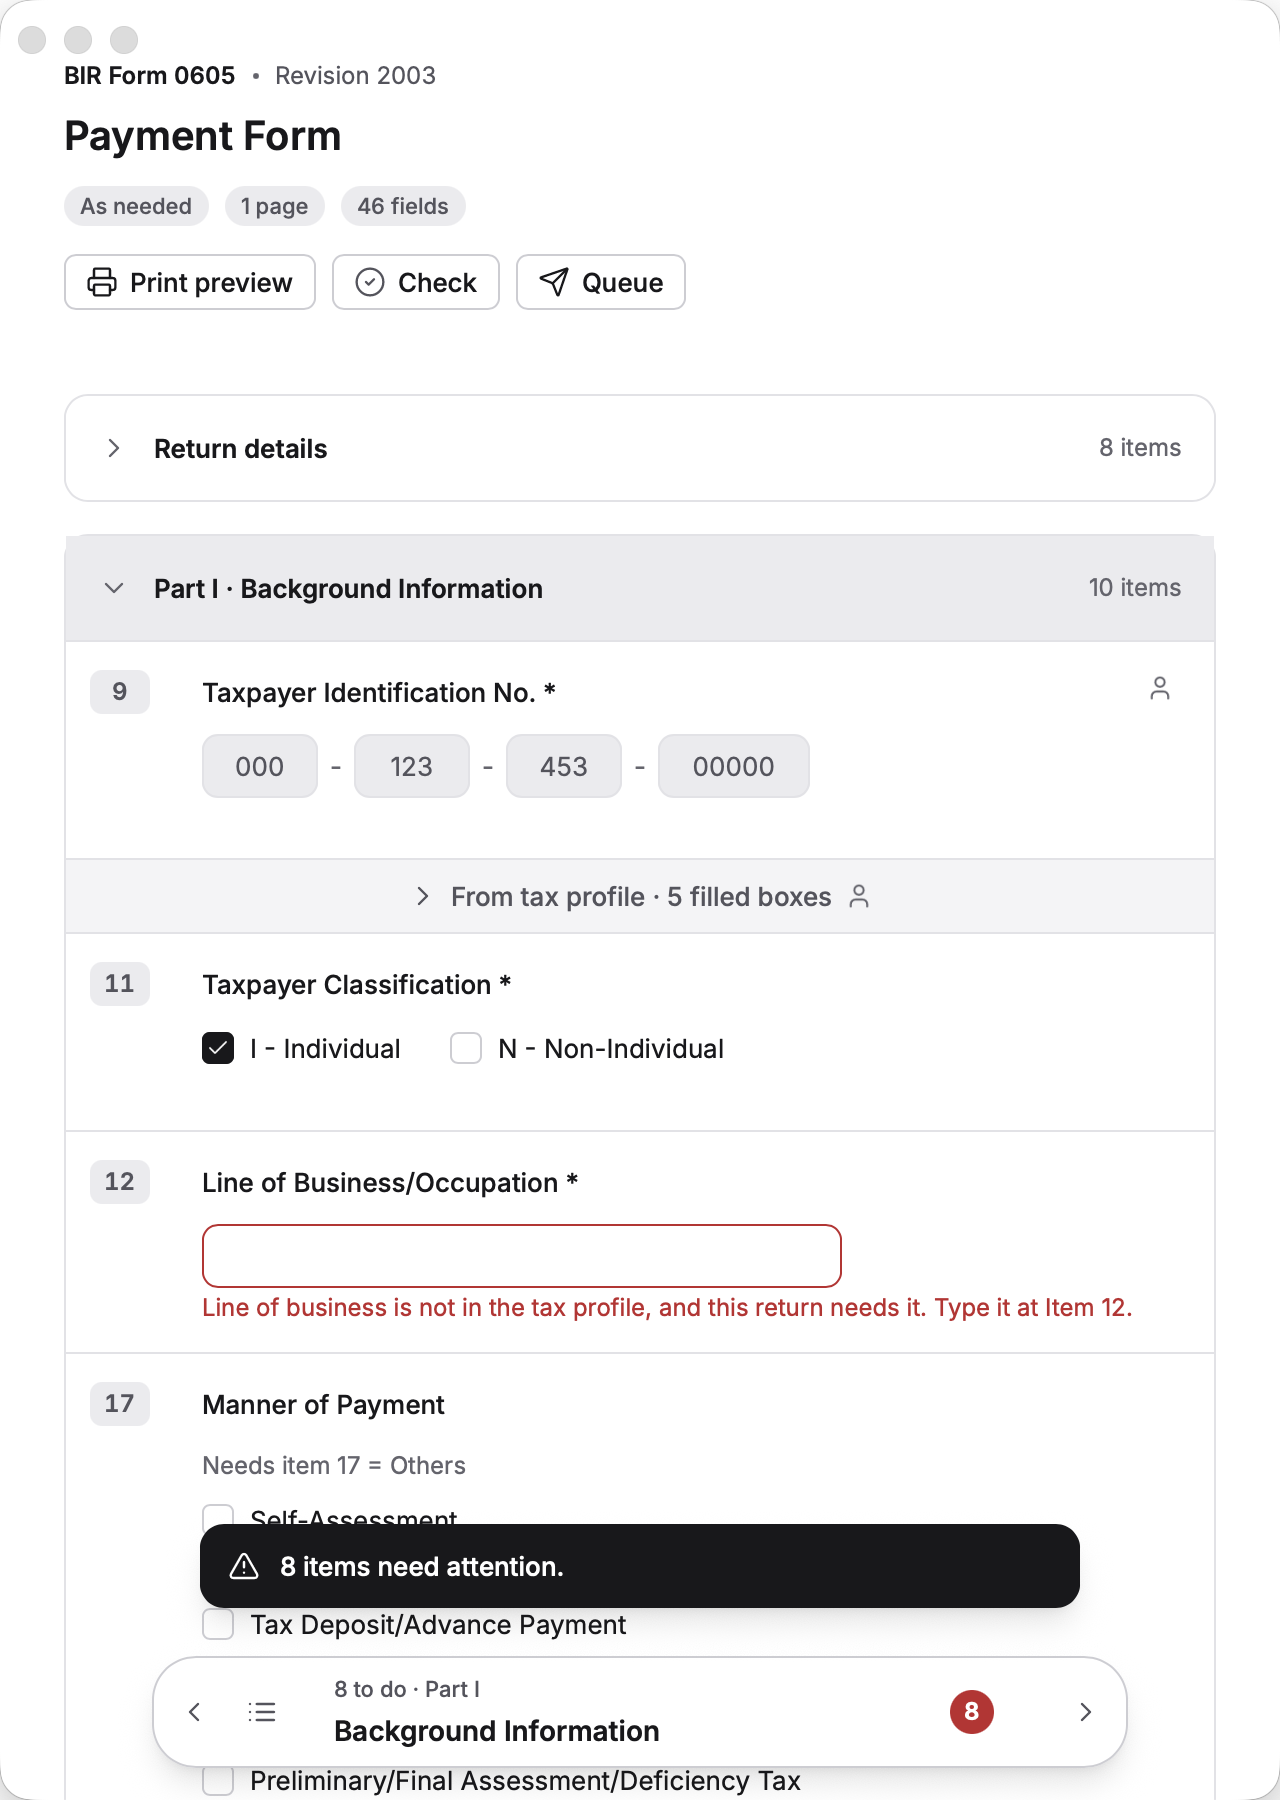 BIR Form 0605 • Revision 2003
Payment Form
As needed 1 page 46 fields
Print preview Check Queue
Return details 8 items
Part I · Background Information 10 items
9 Taxpayer Identification No. *
000 - 123 - 453 - 00000
From tax profile · 5 filled boxes
11 Taxpayer Classification *
I - Individual N - Non-Individual
12 Line of Business/Occupation *
Line of business is not in the tax profile, and this return needs it. Type it at Item 12.
17 Manner of Payment
Needs item 17 = Others
Self-Assessment
8 items need attention.
Tax Deposit/Advance Payment
8 to do · Part I
Background Information 8
Preliminary/Final Assessment/Deficiency Tax